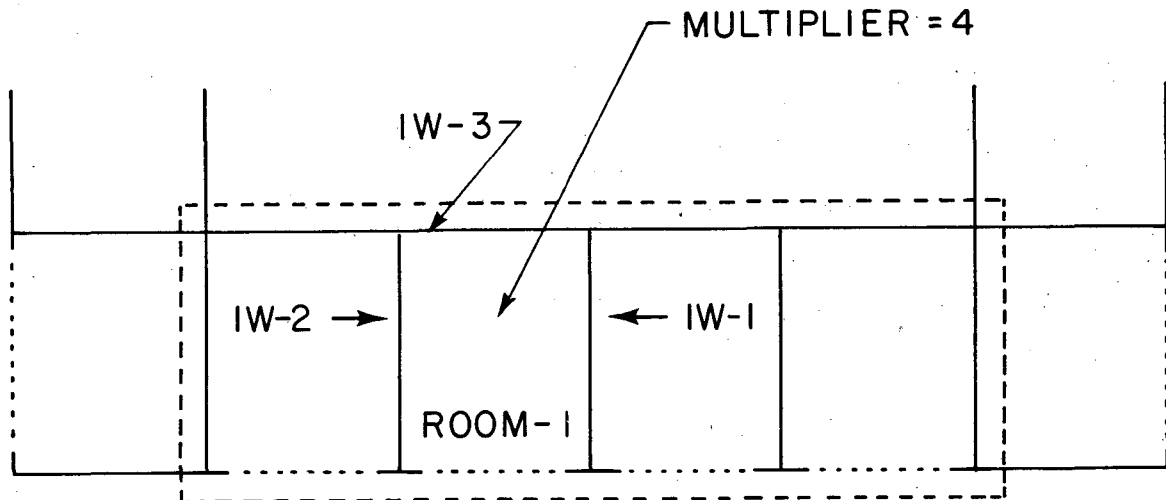 MULTIPLIER = 4
IW-3
IW-2
IW-1
ROOM-1